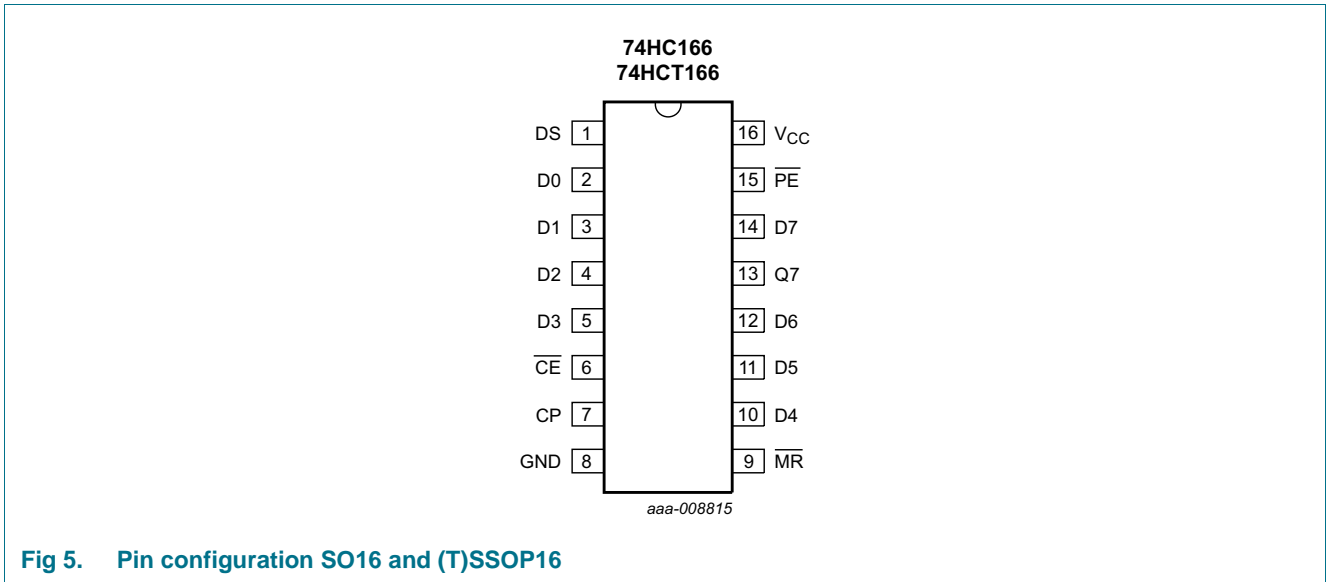 74HC166
74HCT166
DS 1 16 VCC
D0 2 15 PE
D1 3 14 D7
D2 4 13 Q7
D3 5 12 D6
CE 6 11 D5
CP 7 10 D4
GND 8 9 MR
aaa-008815
Fig 5. Pin configuration SO16 and (T)SSOP16